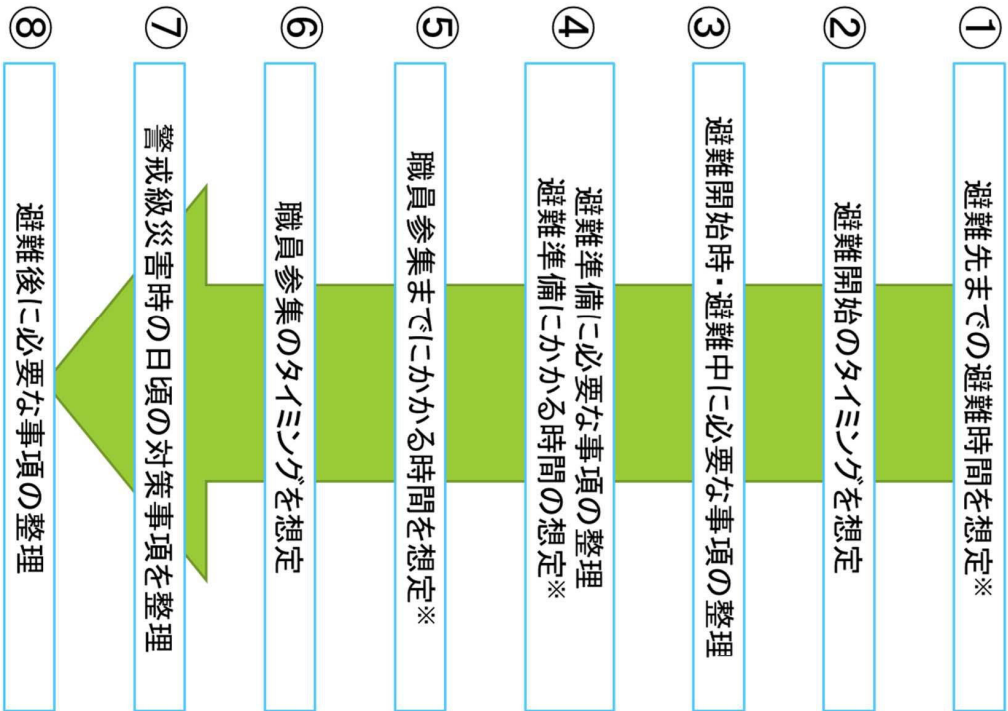 ① 避難先までの避難時間を想定※
② 避難開始のタイミングを想定
③ 避難開始時・避難中に必要な事項の整理
④ 避難準備に必要な事項の整理
避難準備にかかる時間の想定※
⑤ 職員参集までにかかる時間を想定※
⑥ 職員参集のタイミングを想定
⑦ 警戒級災害時の日頃の対策事項を整理
⑧ 避難後に必要な事項の整理